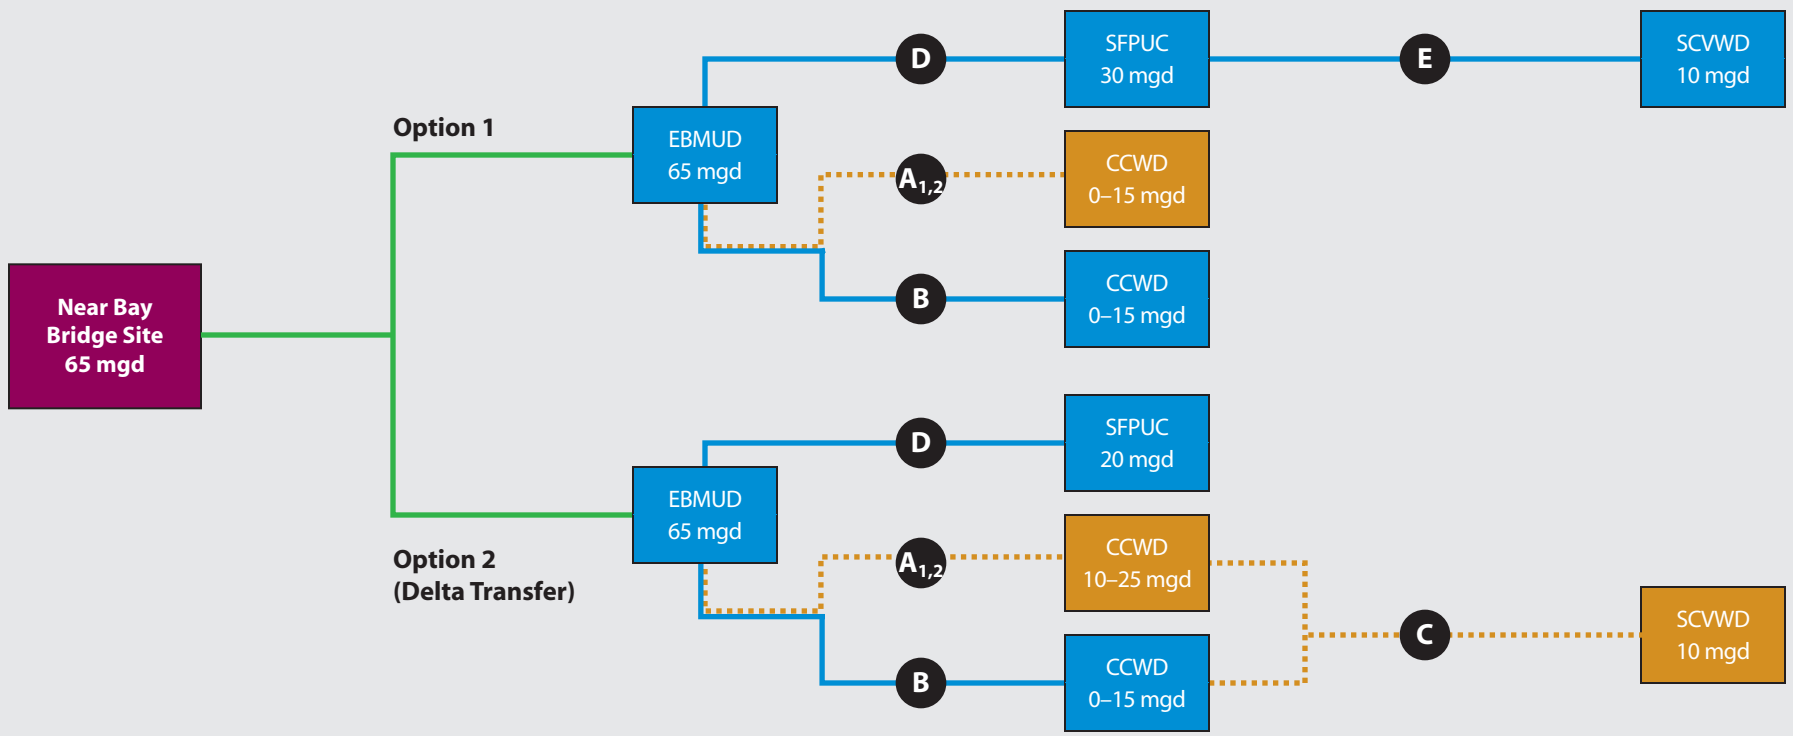 D
SFPUC
30 mgd
E
SCVWD
10 mgd
Option 1
EBMUD
65 mgd
A1,2
CCWD
0–15 mgd
B
CCWD
0–15 mgd
Near Bay
Bridge Site
65 mgd
D
SFPUC
20 mgd
Option 2
(Delta Transfer)
EBMUD
65 mgd
A1,2
CCWD
10–25 mgd
B
CCWD
0–15 mgd
C
SCVWD
10 mgd